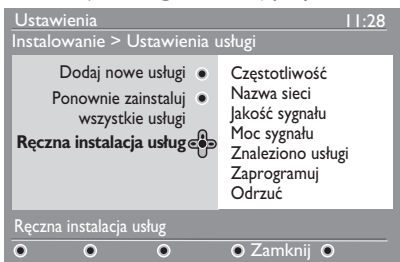 Ustawienia 11:28
Instalowanie > Ustawienia usługi
Dodaj nowe usługi
Ponownie zainstaluj
wszystkie usługi
Ręczna instalacja usług
Częstotliwość
Nazwa sieci
Jakość sygnału
Moc sygnału
Znaleziono usługi
Zaprogramuj
Odrzuć
Ręczna instalacja usług
Zamknij